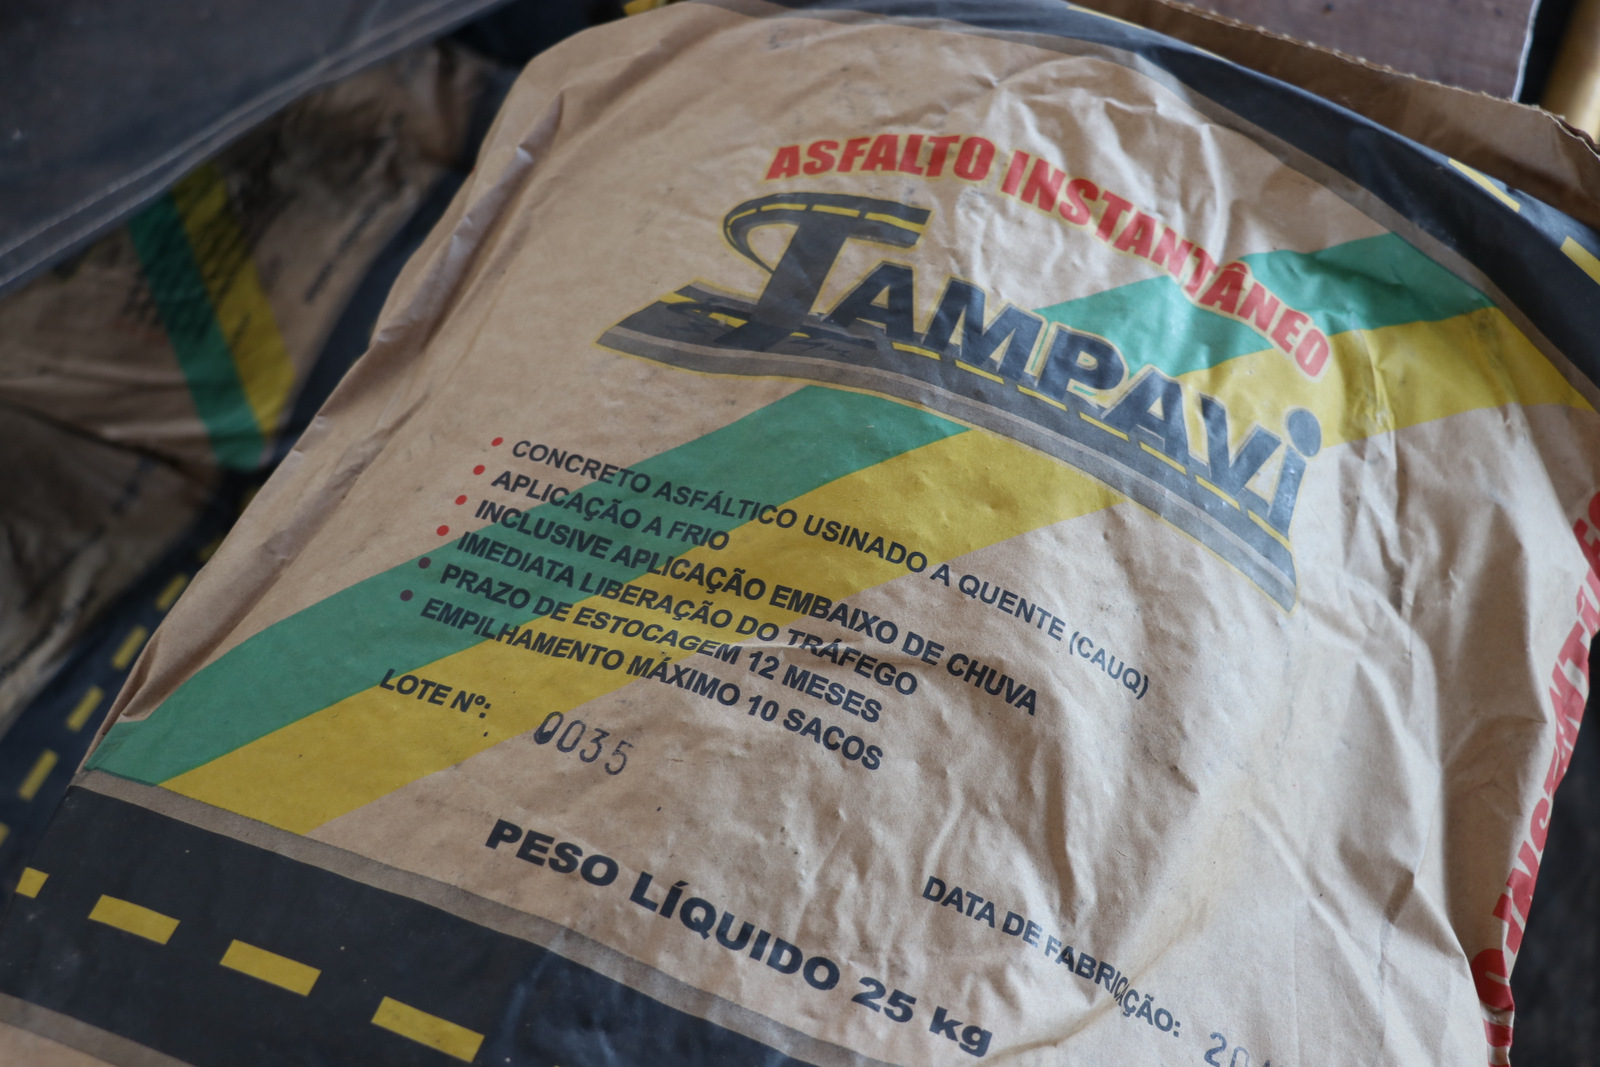 ASFALTO INSTANTÂNEO
TAMPAVi
• CONCRETO ASFÁLTICO USINADO A QUENTE (CAUQ)
• APLICAÇÃO A FRIO
• INCLUSIVE APLICAÇÃO EMBAIXO DE CHUVA
• IMEDIATA LIBERAÇÃO DO TRÁFEGO
• PRAZO DE ESTOCAGEM 12 MESES
• EMPILHAMENTO MÁXIMO 10 SACOS
LOTE Nº: 0035
PESO LÍQUIDO 25 kg
DATA DE FABRICAÇÃO: 20